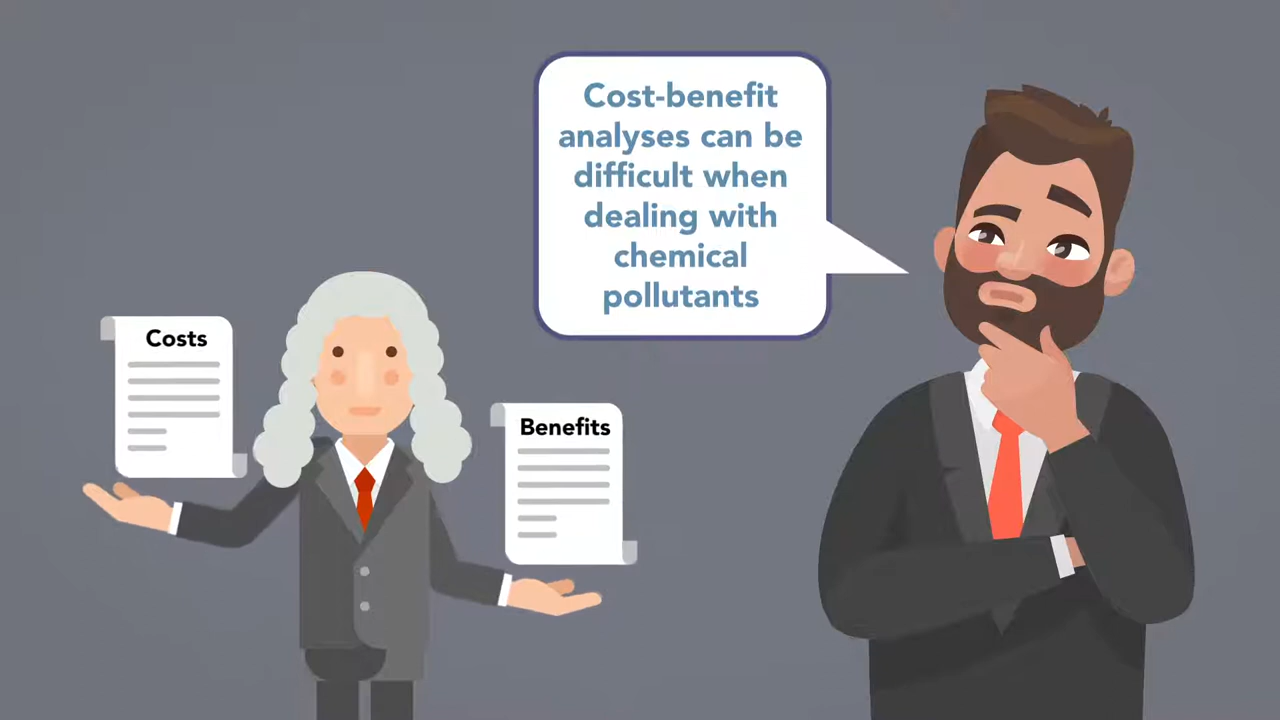 Cost-benefit
analyses can be
difficult when
dealing with
chemical
pollutants
Costs
Benefits